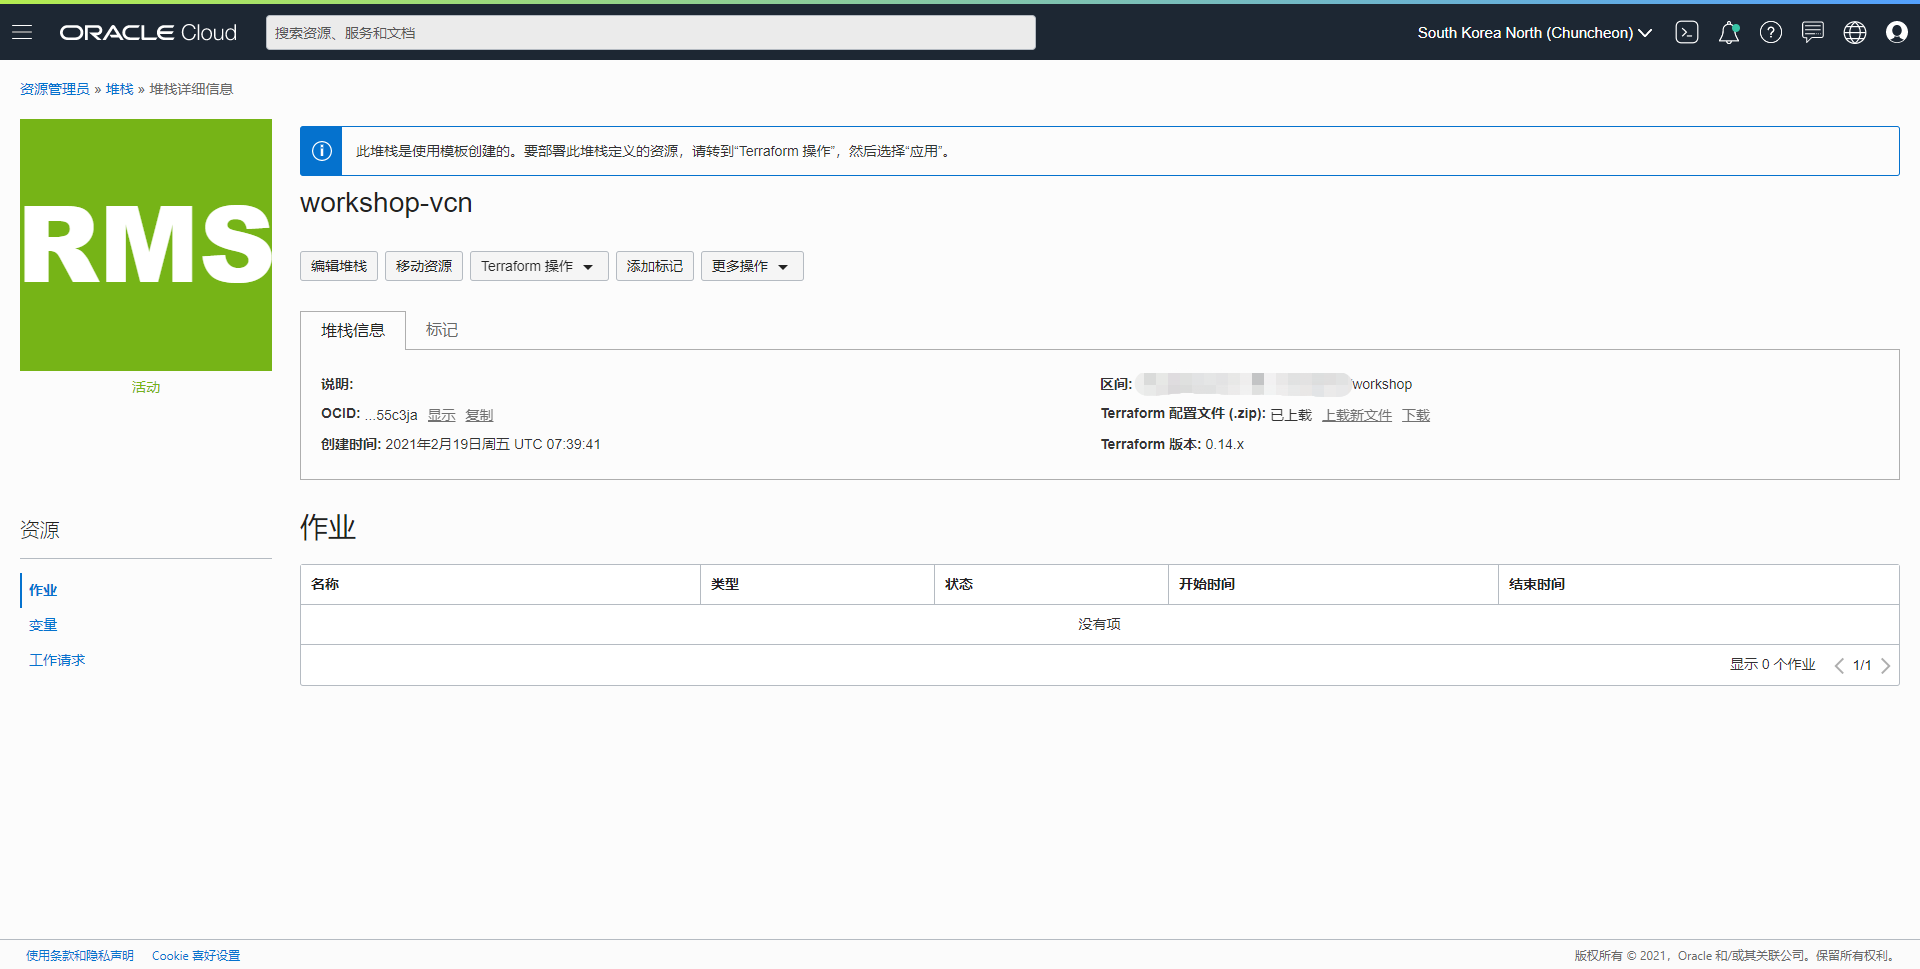 ORACLE Cloud
搜索资源、服务和文档
South Korea North (Chuncheon)
资源管理员 » 堆栈 » 堆栈详细信息
RMS
活动
此堆栈是使用模板创建的。要部署此堆栈定义的资源，请转到“Terraform 操作”，然后选择“应用”。
workshop-vcn
编辑堆栈 移动资源 Terraform 操作 添加标记 更多操作
堆栈信息 标记
说明:
OCID: ...55c3ja 显示 复制
创建时间: 2021年2月19日周五 UTC 07:39:41
区间: /workshop
Terraform 配置文件 (.zip): 已上载 上载新文件 下载
Terraform 版本: 0.14.x
资源
作业
变量
工作请求
作业
名称 类型 状态 开始时间 结束时间
没有项
显示 0 个作业 1/1
使用条款和隐私声明 Cookie 喜好设置
版权所有 © 2021，Oracle 和/或其关联公司。保留所有权利。